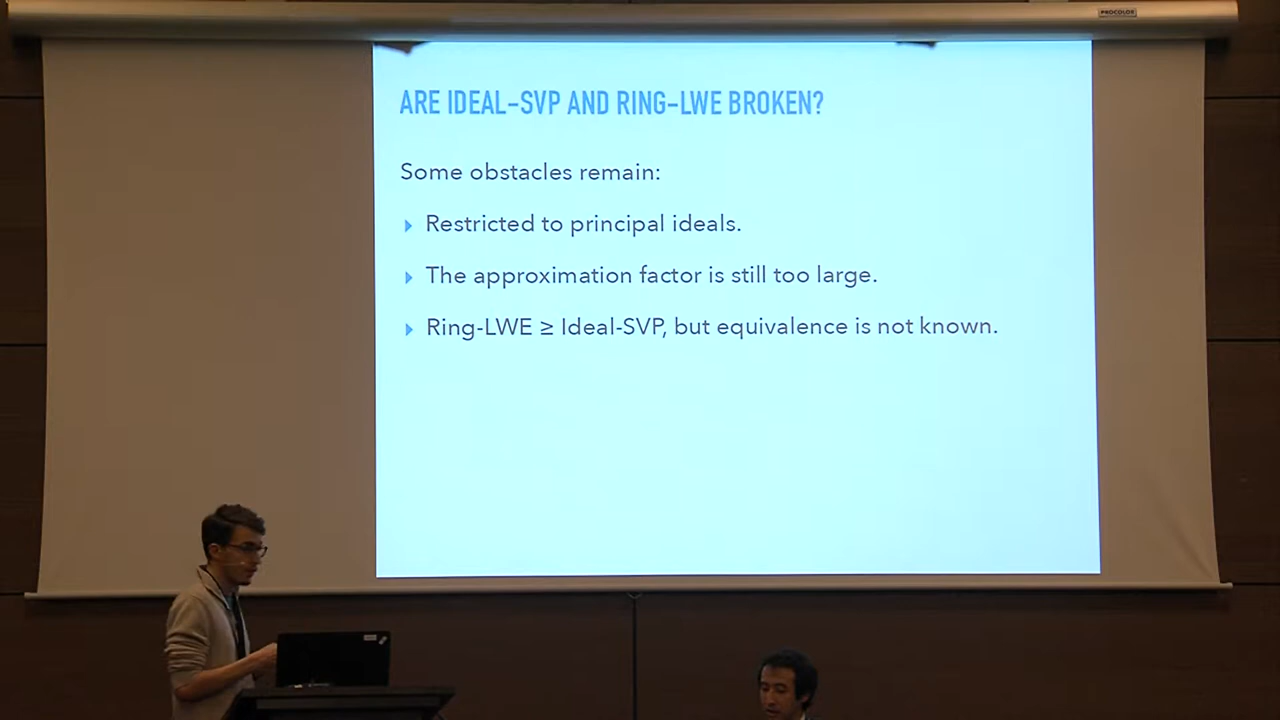 PROCOLOR
ARE IDEAL-SVP AND RING-LWE BROKEN?
Some obstacles remain:
Restricted to principal ideals.
The approximation factor is still too large.
Ring-LWE ≥ Ideal-SVP, but equivalence is not known.